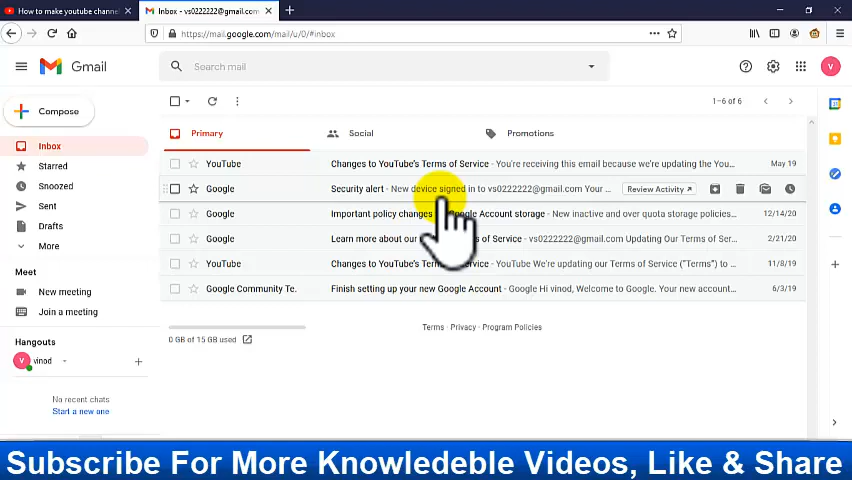 How to make youtube channel
Inbox - vs0222222@gmail.com
https://mail.google.com/mail/u/0/#inbox
Gmail
Search mail
V
Compose
1–6 of 6
Inbox
Primary
Social
Promotions
Starred
YouTube
Changes to YouTube's Terms of Service - You're receiving this email because we're updating the You...
May 19
Snoozed
Google
Security alert - New device signed in to vs0222222@gmail.com Your ...
Review Activity
Sent
Google
Important policy changes Google Account storage - New inactive and over quota storage policies...
12/14/20
Drafts
Google
Learn more about our of Service - vs0222222@gmail.com Updating Our Terms of Ser...
2/21/20
More
YouTube
Changes to YouTube's Terms of Service - YouTube We're updating our Terms of Service ("Terms") to ...
11/8/19
Meet
New meeting
Google Community Te.
Finish setting up your new Google Account - Google Hi vinod, Welcome to Google. Your new account...
6/3/19
Join a meeting
Terms · Privacy · Program Policies
0 GB of 15 GB used
Hangouts
V
vinod
No recent chats
Start a new one
Subscribe For More Knowledeble Videos, Like & Share